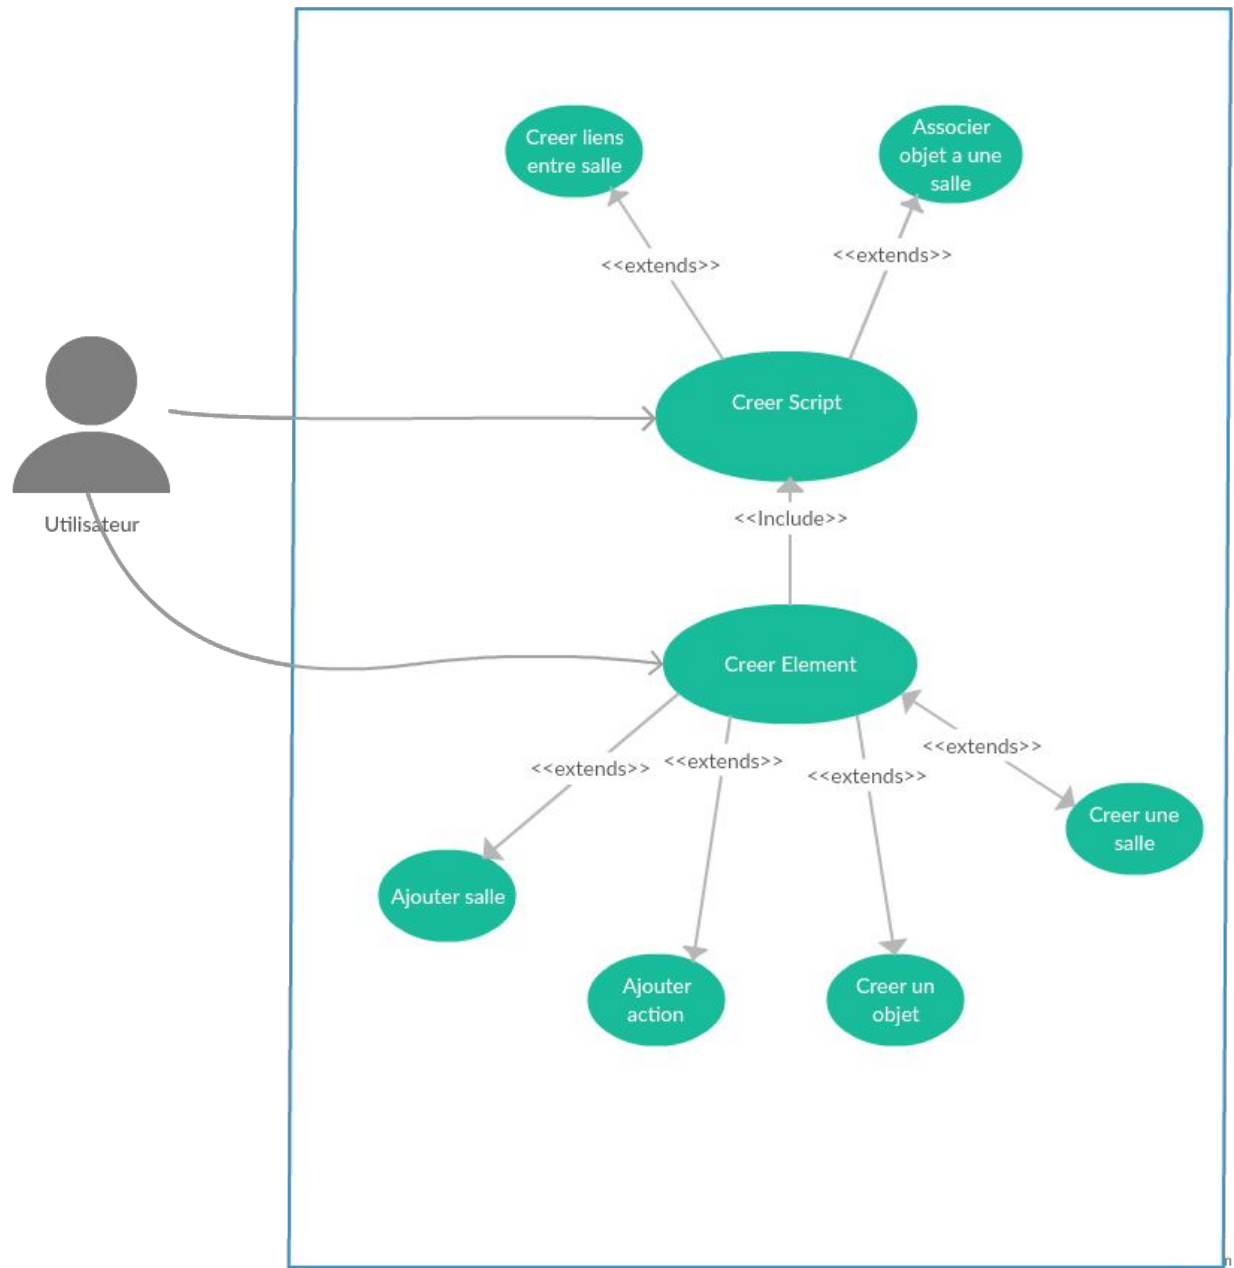 Creer liens
entre salle
Associer
objet a une
salle
<<extends>>
<<extends>>
Creer Script
<<Include>>
Utilisateur
Creer Element
<<extends>>
<<extends>>
<<extends>>
<<extends>>
Creer une
salle
Ajouter salle
Ajouter
action
Creer un
objet